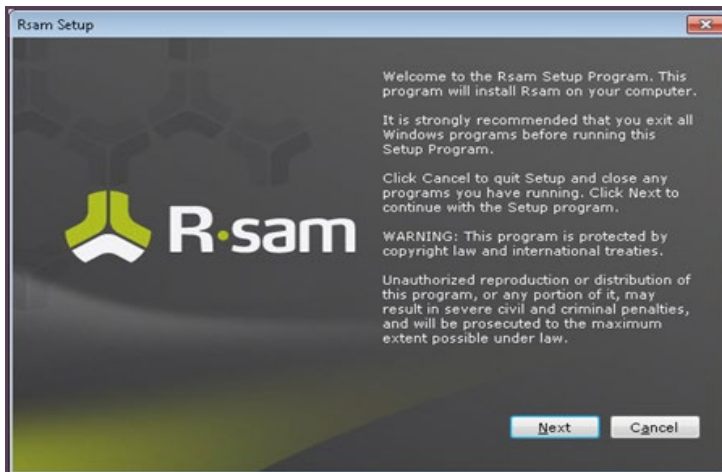 Rsam Setup
Welcome to the Rsam Setup Program. This
program will install Rsam on your computer.
It is strongly recommended that you exit all
Windows programs before running this
Setup Program.
Click Cancel to quit Setup and close any
programs you have running. Click Next to
continue with the Setup program.
WARNING: This program is protected by
copyright law and international treaties.
Unauthorized reproduction or distribution of
this program, or any portion of it, may
result in severe civil and criminal penalties,
and will be prosecuted to the maximum
extent possible under law.
R·sam
Next
Cancel